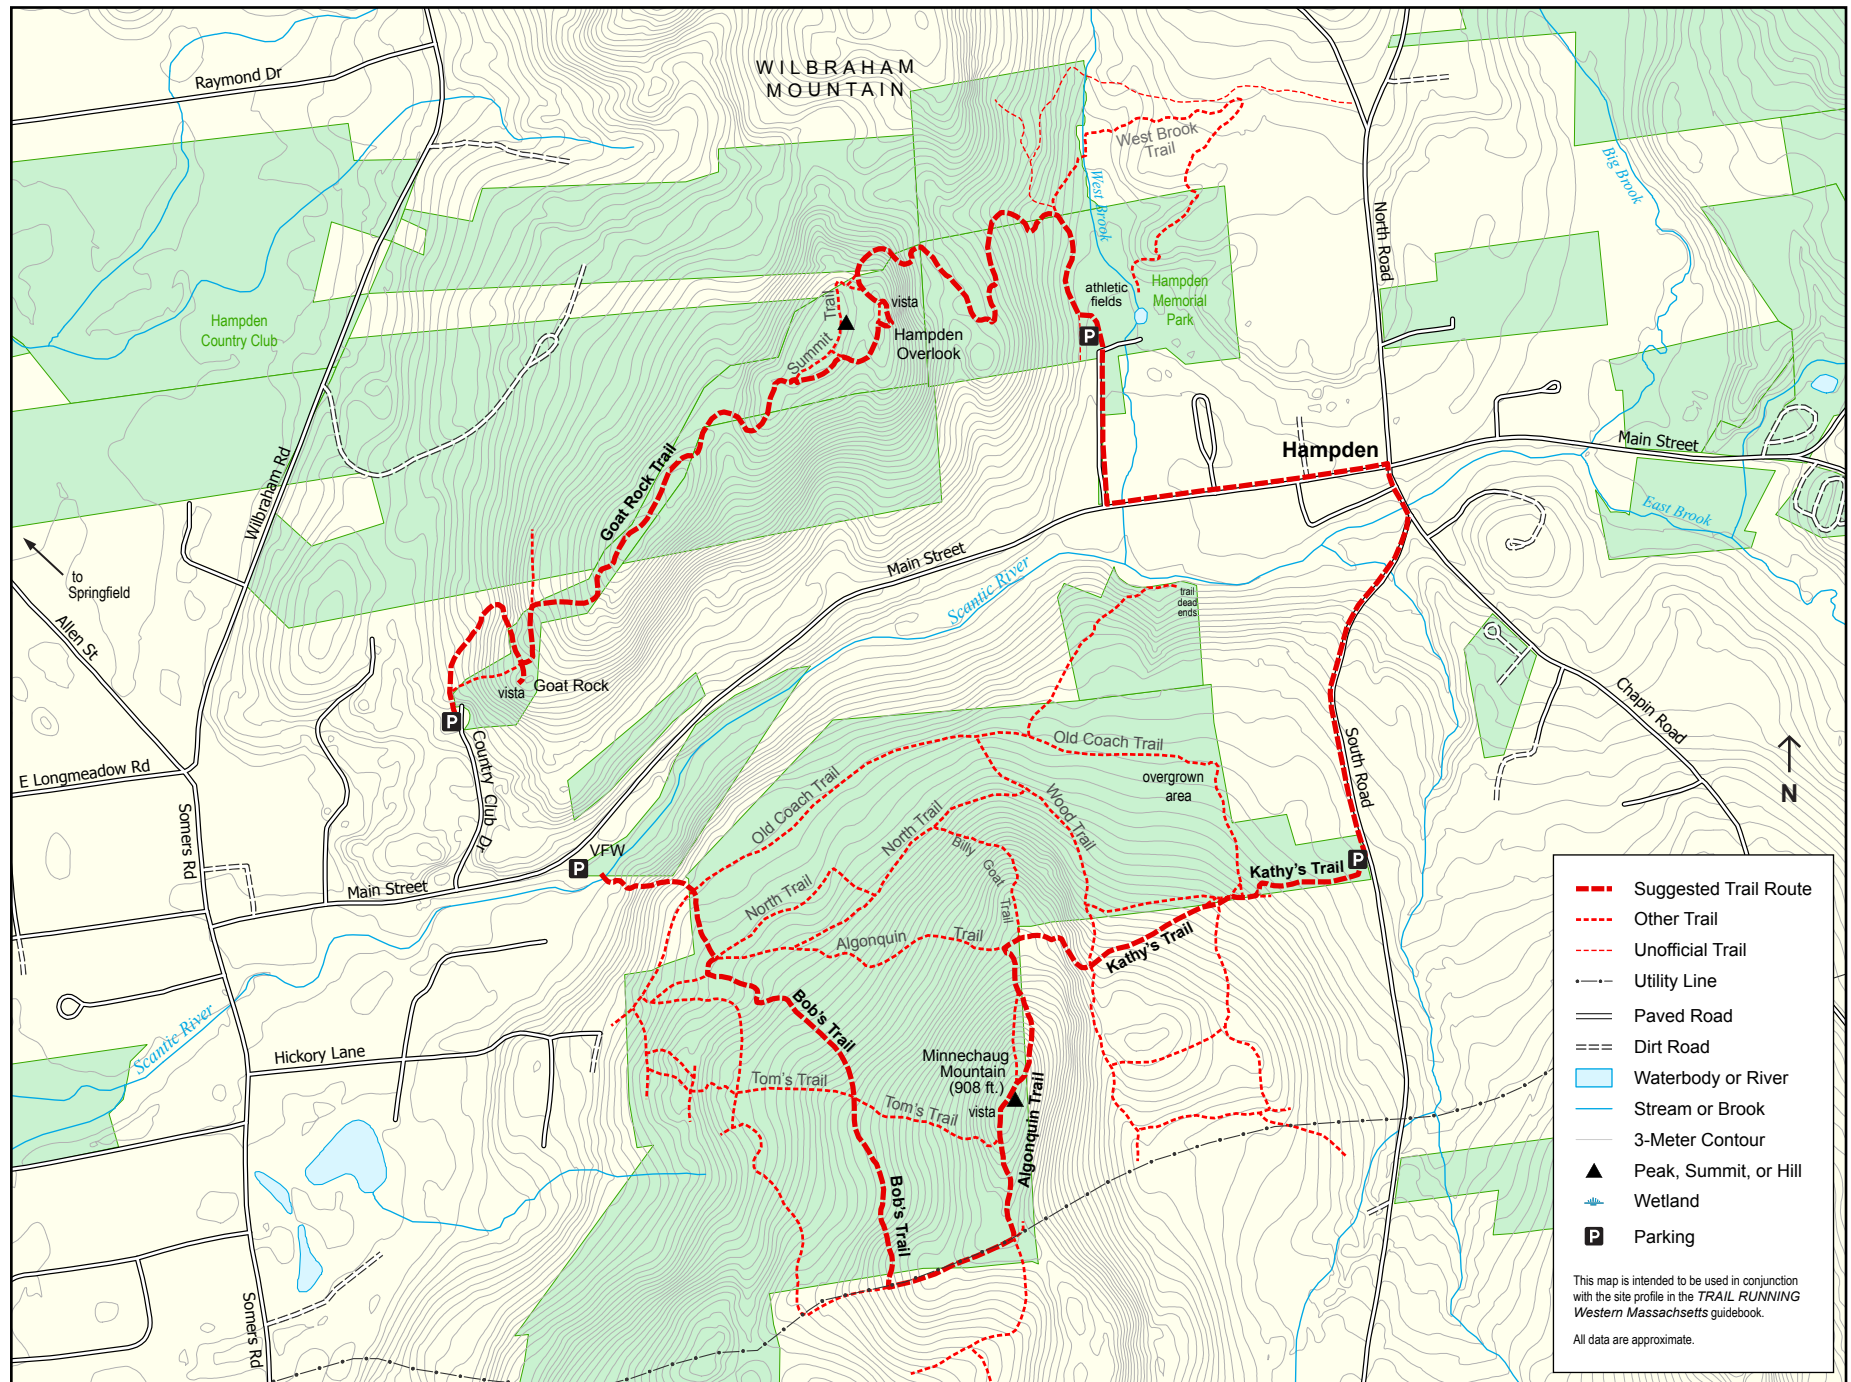 WILBRAHAM
MOUNTAIN
Raymond Dr
West Brook
Trail
Big Brook
West Brook
North Road
Hampden
Country Club
Summit Trail
vista
Hampden
Overlook
athletic
fields
Hampden
Memorial
Park
P
Wilbraham Rd
Goat Rock Trail
Hampden
Main Street
East Brook
to
Springfield
Allen St
Main Street
Scantic River
trail
dead
ends
vista
Goat Rock
P
Country Club Dr
E Longmeadow Rd
Somers Rd
Chapin Road
South Road
N
Old Coach Trail
Old Coach Trail
overgrown
area
North Trail
Wood Trail
Billy Goat Trail
VFW
P
Main Street
North Trail
Kathy's Trail
P
Algonquin Trail
Kathy's Trail
Scantic River
Hickory Lane
Bob's Trail
Minnechaug
Mountain
(908 ft.)
vista
Tom's Trail
Tom's Trail
Algonquin Trail
Bob's Trail
Somers Rd
Suggested Trail Route
Other Trail
Unofficial Trail
Utility Line
Paved Road
Dirt Road
Waterbody or River
Stream or Brook
3-Meter Contour
Peak, Summit, or Hill
Wetland
P Parking
This map is intended to be used in conjunction
with the site profile in the TRAIL RUNNING
Western Massachsetts guidebook.
All data are approximate.